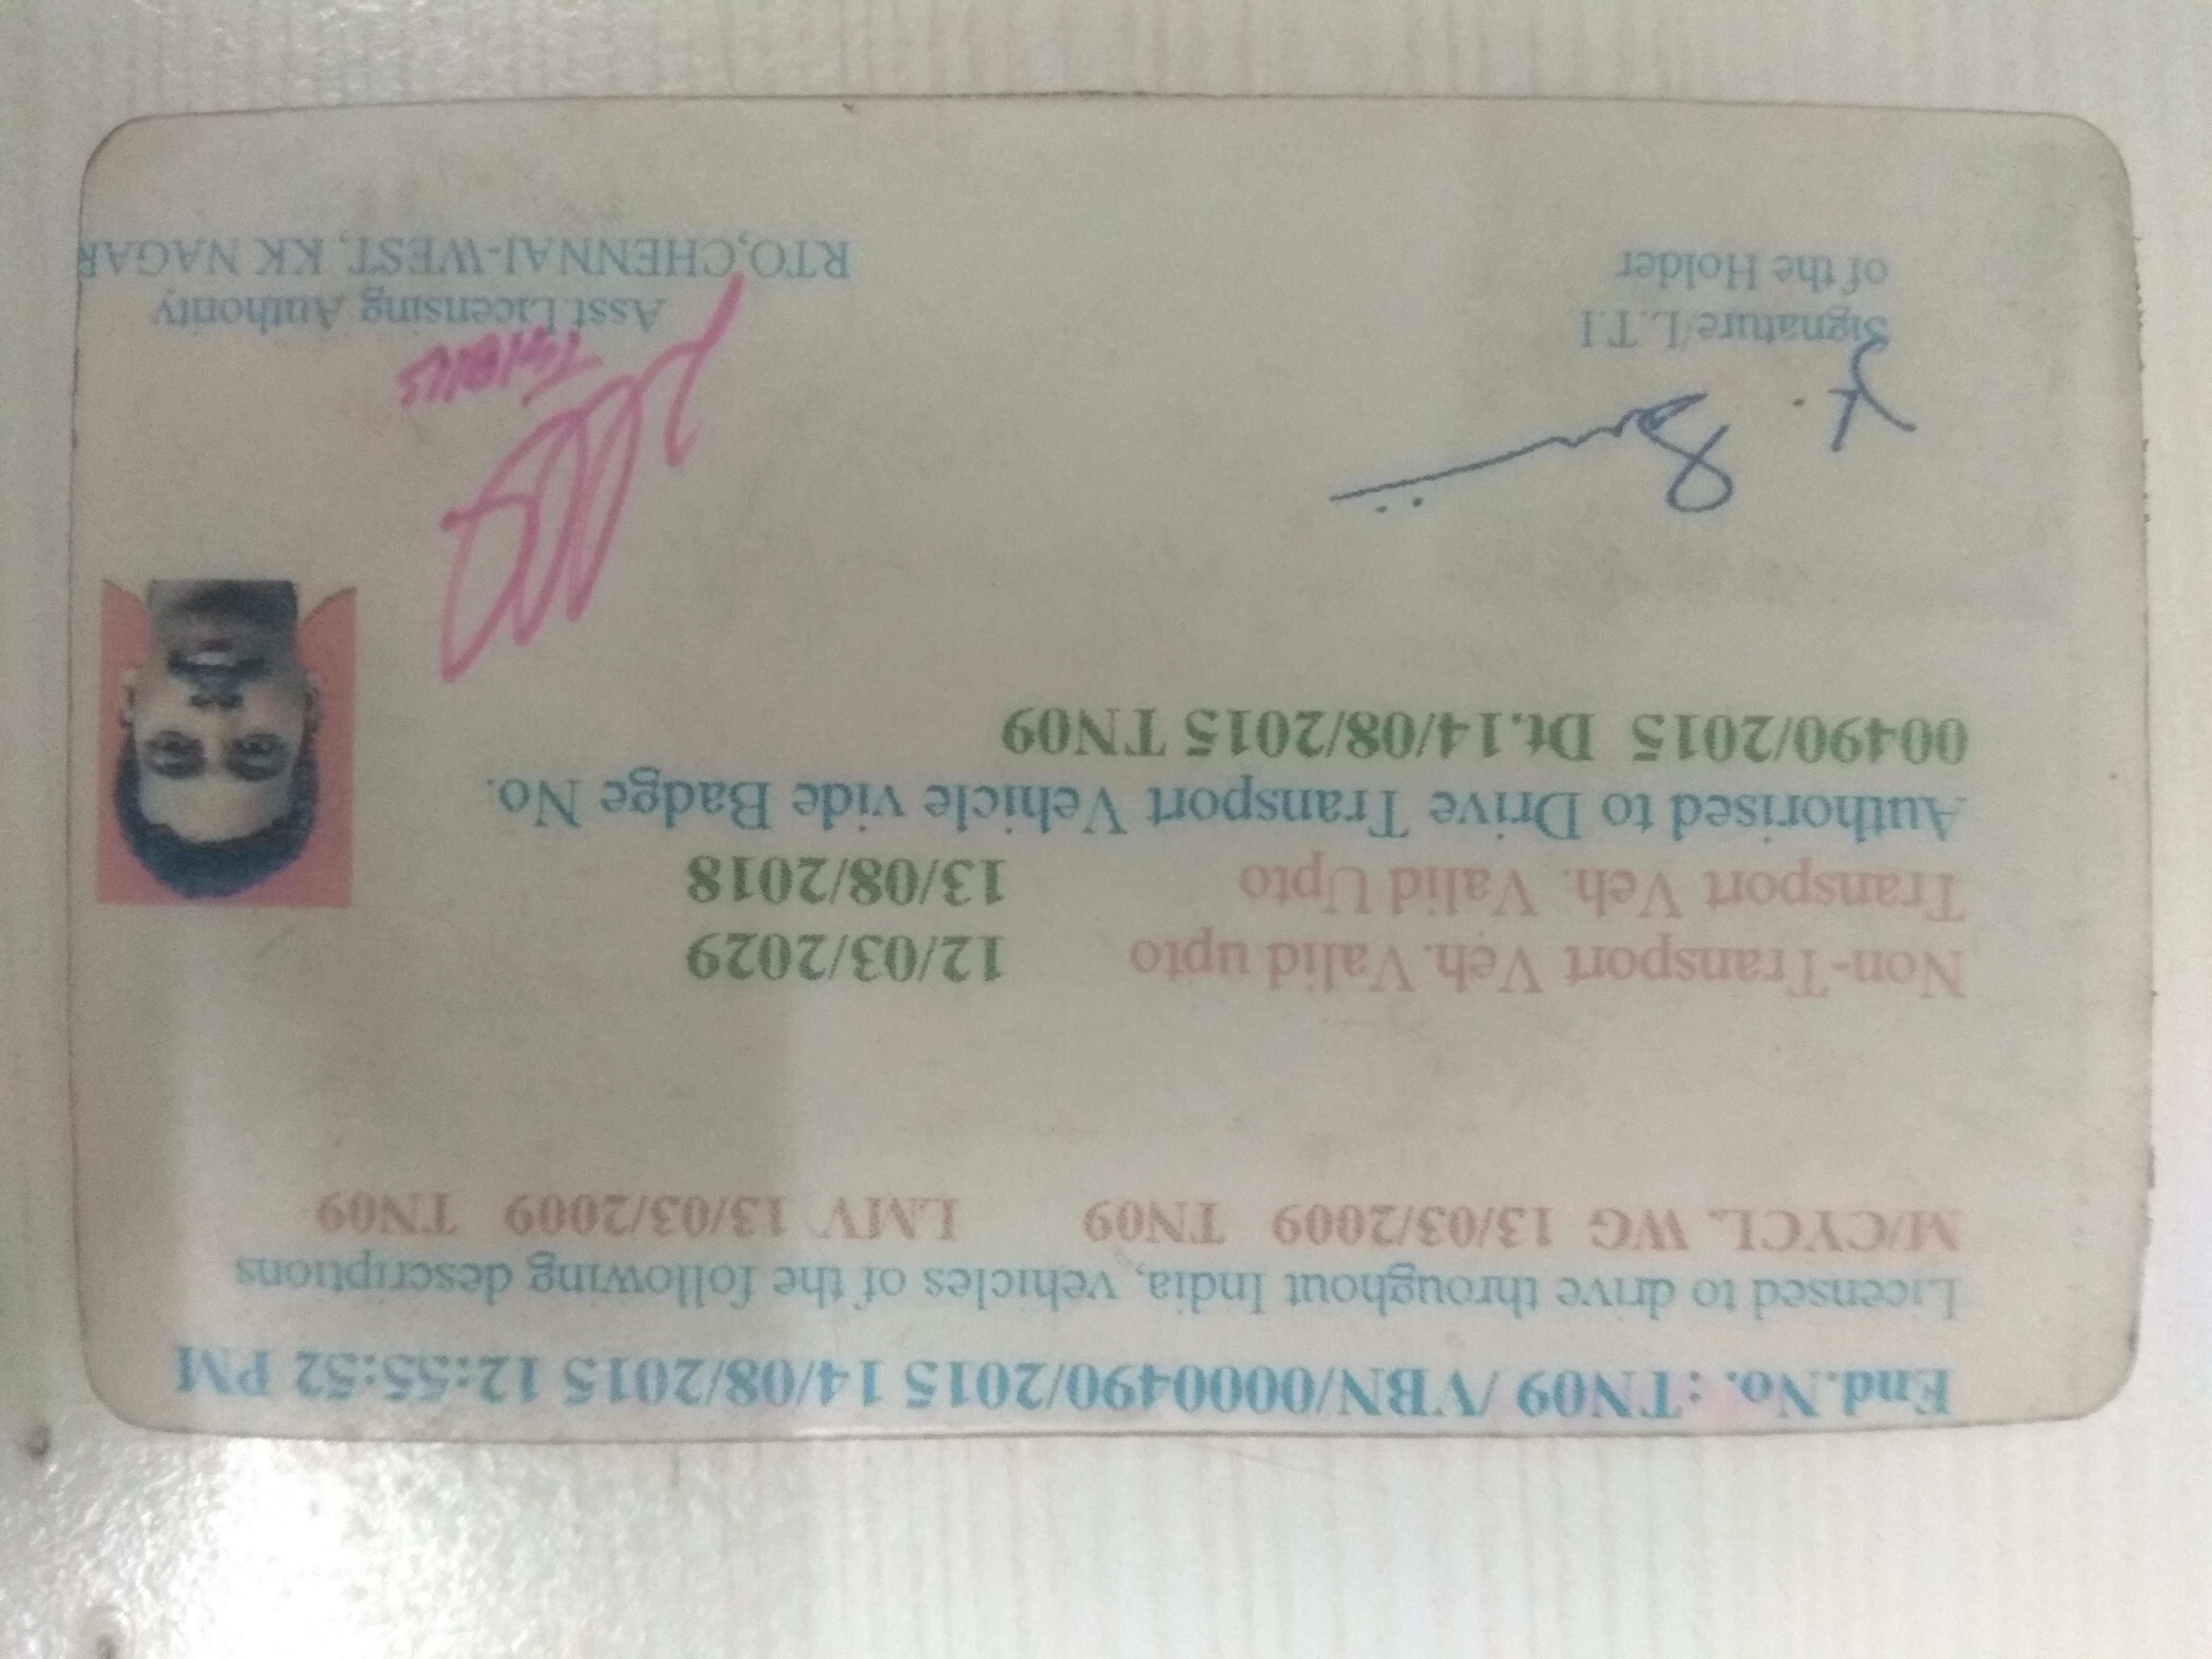 End.No. : TN09 /VBN/0000490/2015 14/08/2015 12:55:52 PM
Licensed to drive throughout India, vehicles of the following descriptions
M/CYCL. WG 13/03/2009 TN09 LMV 13/03/2009 TN09
Non-Transport Veh. Valid upto 12/03/2029
Transport Veh. Valid Upto 13/08/2018
Authorised to Drive Transport Vehicle vide Badge No.
00490/2015 Dt.14/08/2015 TN09
Signature/L.T.I
of the Holder
Asst.Licensing Authority
RTO,CHENNAI-WEST, KK NAGAR